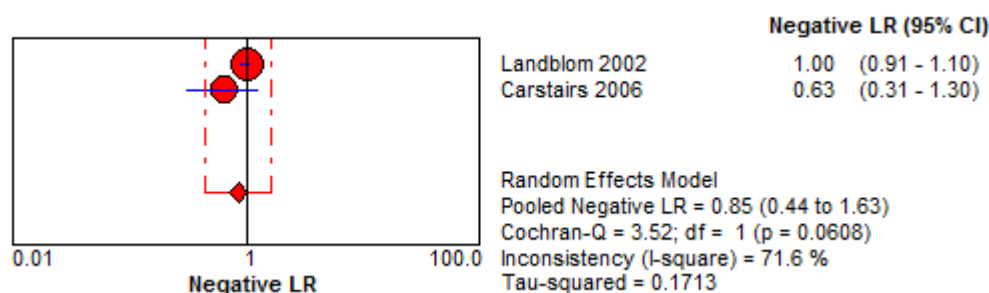 Negative LR (95% CI)
Landblom 2002 1.00 (0.91 - 1.10)
Carstairs 2006 0.63 (0.31 - 1.30)
Random Effects Model
Pooled Negative LR = 0.85 (0.44 to 1.63)
Cochran-Q = 3.52; df = 1 (p = 0.0608)
Inconsistency (I-square) = 71.6 %
Tau-squared = 0.1713
0.01 1 100.0
Negative LR